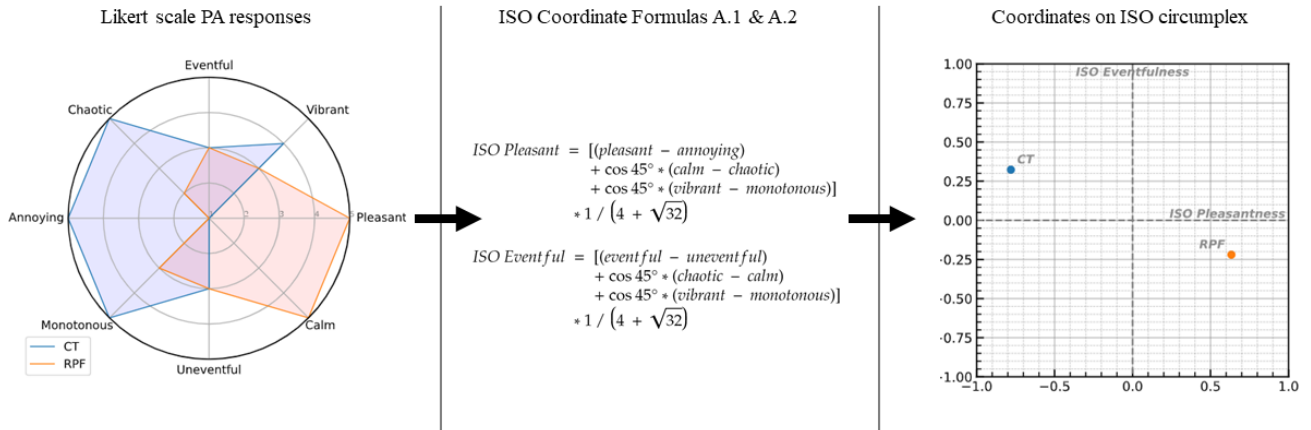 Likert scale PA responses
ISO Coordinate Formulas A.1 & A.2
Coordinates on ISO circumplex
Eventful
Vibrant
Pleasant
Calm
Uneventful
Monotonous
Annoying
Chaotic
1 2 3 4 5
CT
RPF
ISO Pleasant = [(pleasant − annoying)
+ cos 45° * (calm − chaotic)
+ cos 45° * (vibrant − monotonous)]
* 1 / (4 + √32)
ISO Eventful = [(eventful − uneventful)
+ cos 45° * (chaotic − calm)
+ cos 45° * (vibrant − monotonous)]
* 1 / (4 + √32)
1.00
0.75
0.50
0.25
0.00
-0.25
-0.50
-0.75
-1.00
−1.0 −0.5 0.0 0.5 1.0
ISO Eventfulness
CT
ISO Pleasantness
RPF